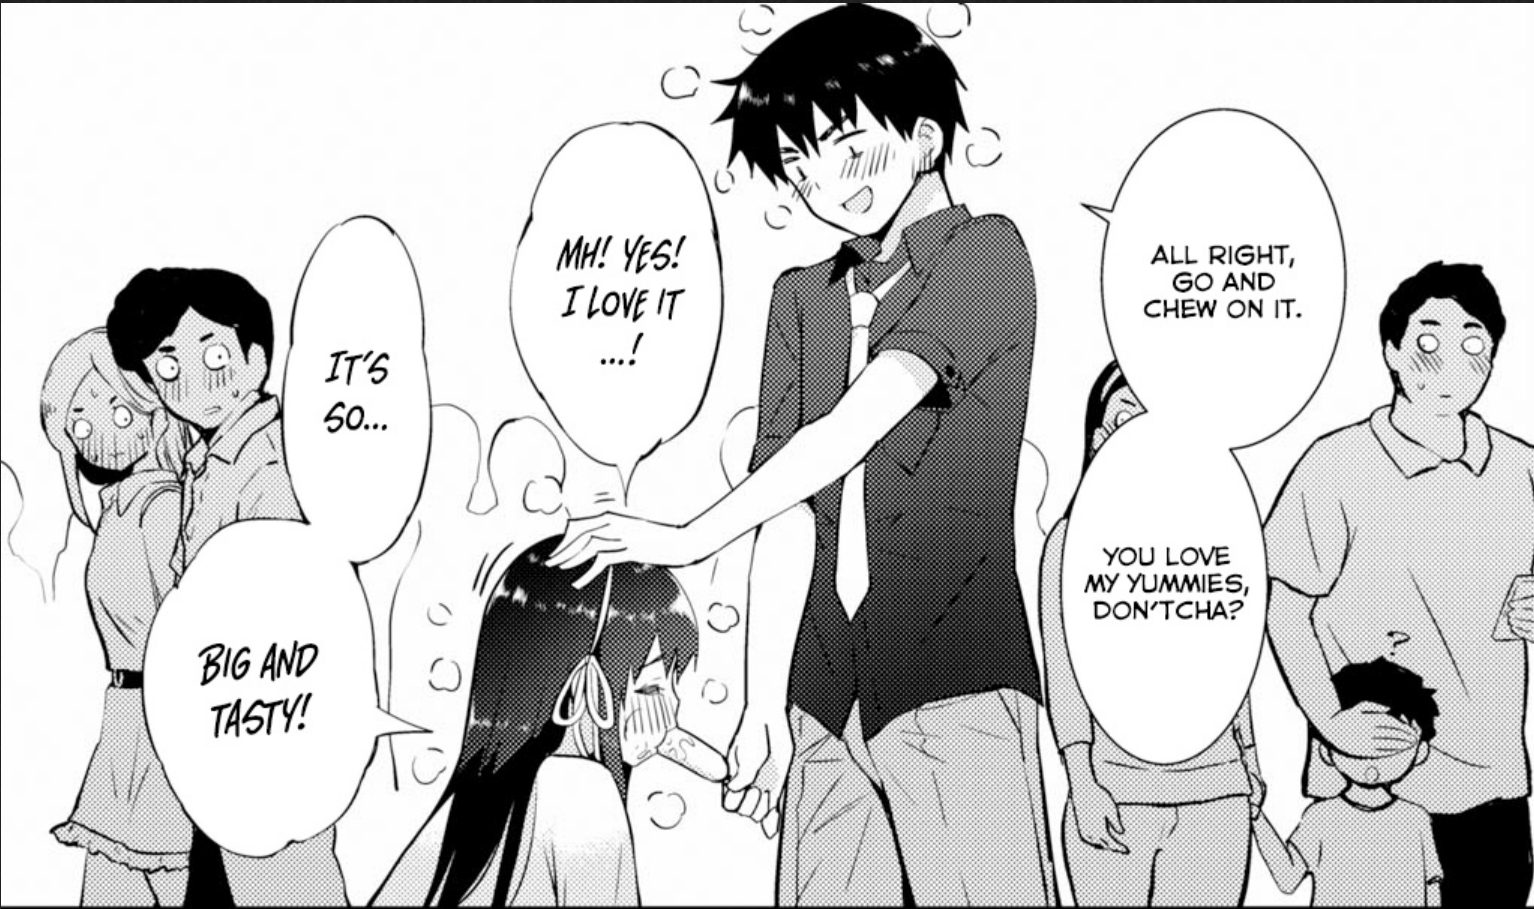 ALL RIGHT,
GO AND
CHEW ON IT.
YOU LOVE
MY YUMMIES,
DON'TCHA?
MH! YES!
I LOVE IT
...!
IT'S
SO...
BIG AND
TASTY!
?